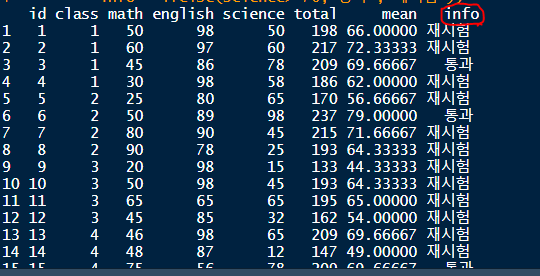 id class math english science total mean info
1 1 1 50 98 50 198 66.00000 재시험
2 2 1 60 97 60 217 72.33333 재시험
3 3 1 45 86 78 209 69.66667 통과
4 4 1 30 98 58 186 62.00000 재시험
5 5 2 25 80 65 170 56.66667 재시험
6 6 2 50 89 98 237 79.00000 통과
7 7 2 80 90 45 215 71.66667 재시험
8 8 2 90 78 25 193 64.33333 재시험
9 9 3 20 98 15 133 44.33333 재시험
10 10 3 50 98 45 193 64.33333 재시험
11 11 3 65 65 65 195 65.00000 재시험
12 12 3 45 85 32 162 54.00000 재시험
13 13 4 46 98 65 209 69.66667 재시험
14 14 4 48 87 12 147 49.00000 재시험
15 15 4 75 56 78 209 69.66667 통과